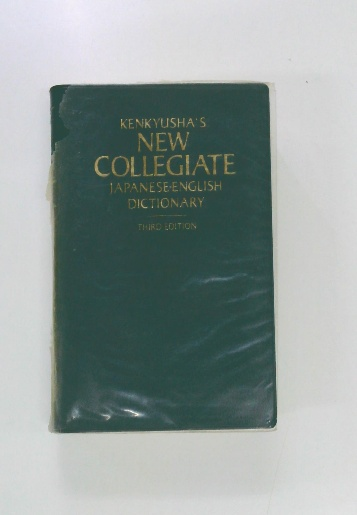 KENKYUSHA'S
NEW
COLLEGIATE
JAPANESE-ENGLISH
DICTIONARY
THIRD EDITION